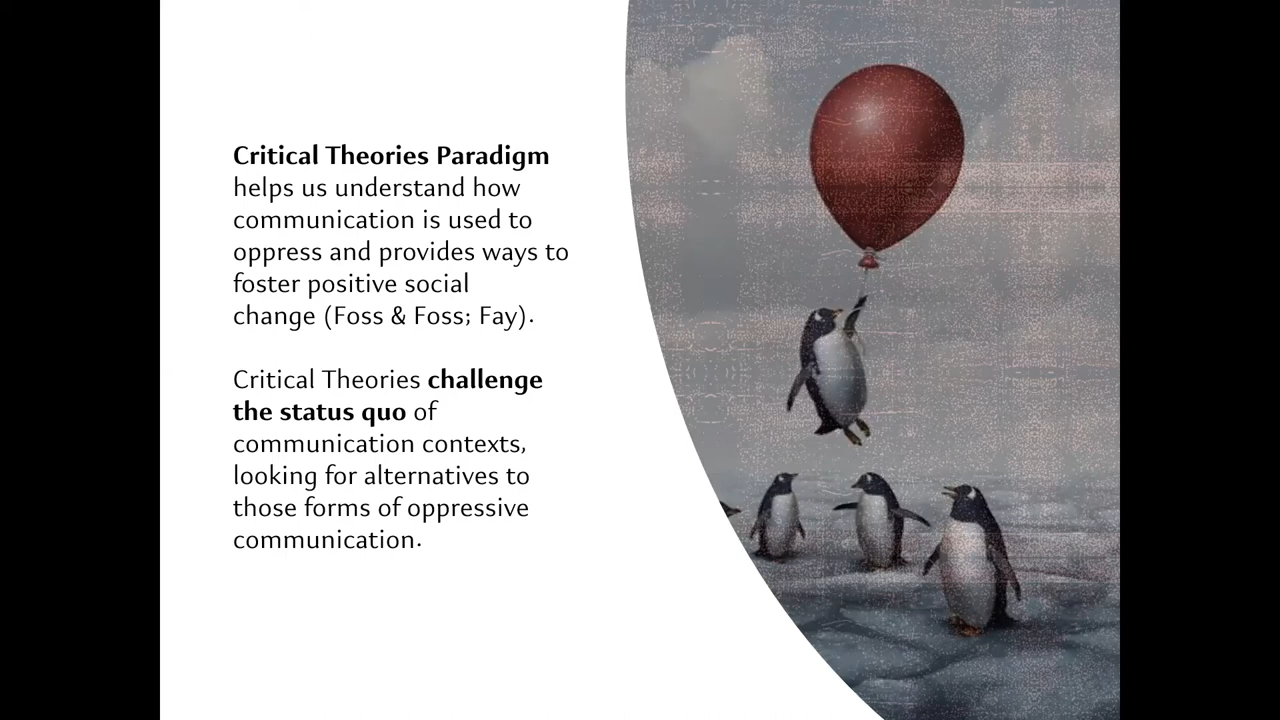 Critical Theories Paradigm
helps us understand how
communication is used to
oppress and provides ways to
foster positive social
change (Foss & Foss; Fay).
Critical Theories challenge
the status quo of
communication contexts,
looking for alternatives to
those forms of oppressive
communication.